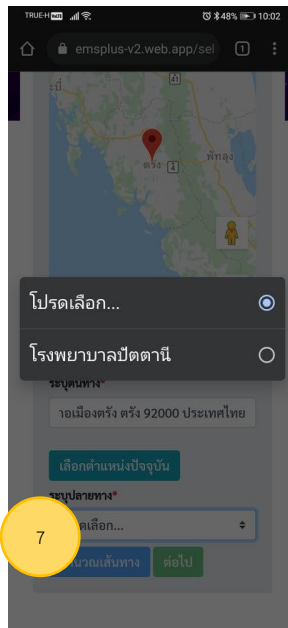 TRUE-H 48% 10:02
emsplus-v2.web.app/sel 1
41
ตรัง
4
พัทลุง
โปรดเลือก...
โรงพยาบาลปัตตานี
ระบุต้นทาง*
าอเมืองตรัง ตรัง 92000 ประเทศไทย
เลือกตำแหน่งปัจจุบัน
ระบุปลายทาง*
ดเลือก...
7
นวณเส้นทาง
ต่อไป